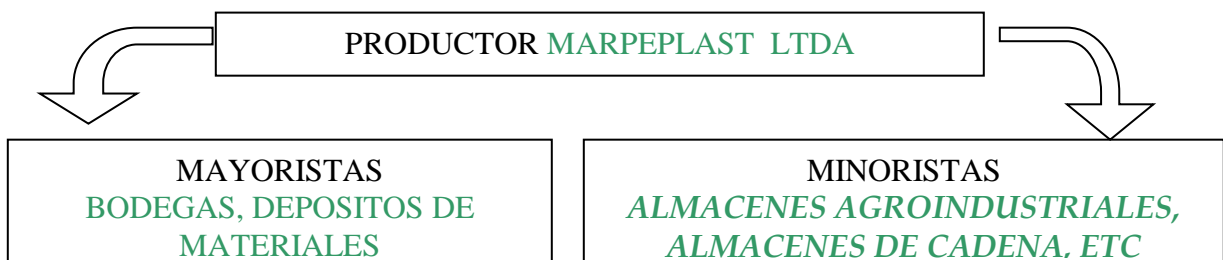 PRODUCTOR MARPEPLAST LTDA
MAYORISTAS
BODEGAS, DEPOSITOS DE
MATERIALES
MINORISTAS
ALMACENES AGROINDUSTRIALES,
ALMACENES DE CADENA, ETC